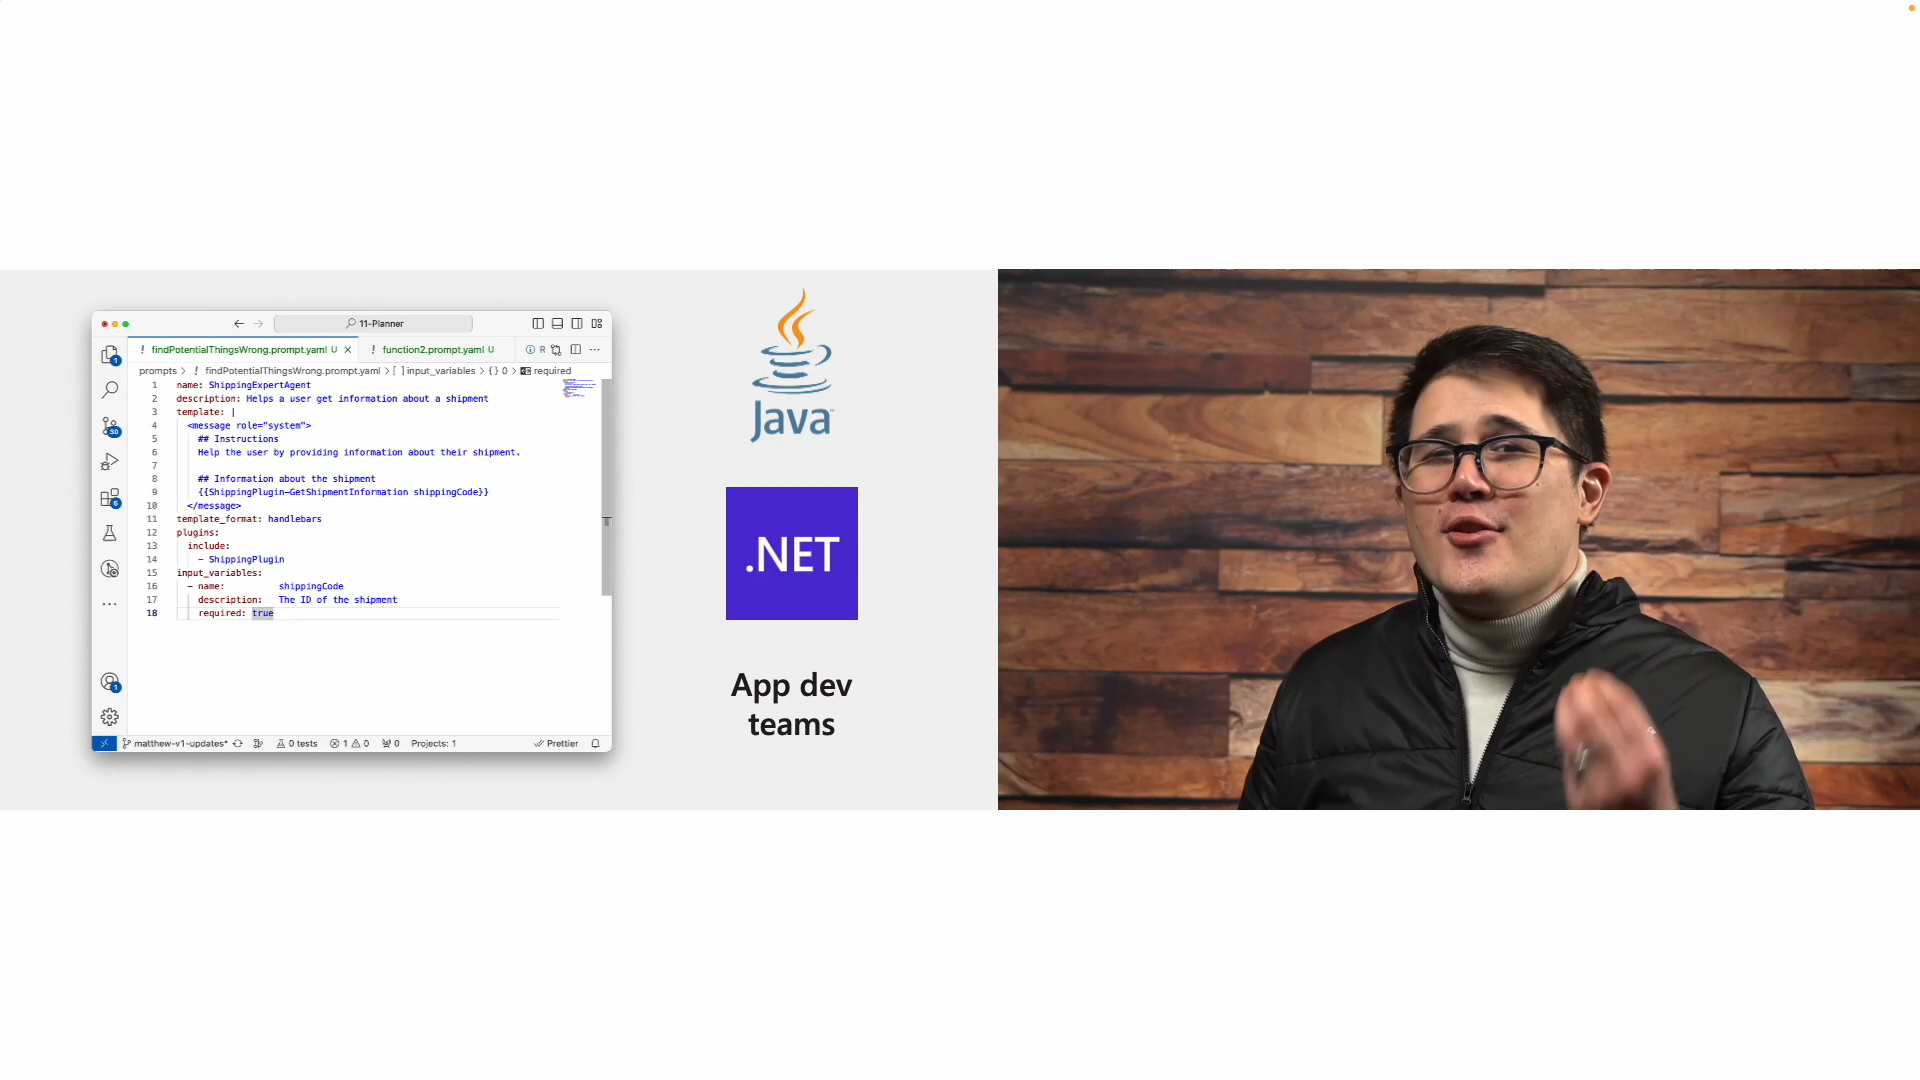 11-Planner
findPotentialThingsWrong.prompt.yaml U
function2.prompt.yaml U
R
prompts > ! findPotentialThingsWrong.prompt.yaml > [ ] input_variables > { } 0 > required
1 name: ShippingExpertAgent
2 description: Helps a user get information about a shipment
3 template: |
4 <message role="system">
5 ## Instructions
6 Help the user by providing information about their shipment.
7
8 ## Information about the shipment
9 {{ShippingPlugin-GetShipmentInformation shippingCode}}
10 </message>
11 template_format: handlebars
12 plugins:
13 include:
14 - ShippingPlugin
15 input_variables:
16 - name: shippingCode
17 description: The ID of the shipment
18 required: true
1
30
6
1
matthew-v1-updates* 0 tests 1 0 0 Projects: 1 Prettier
Java
.NET
App dev
teams